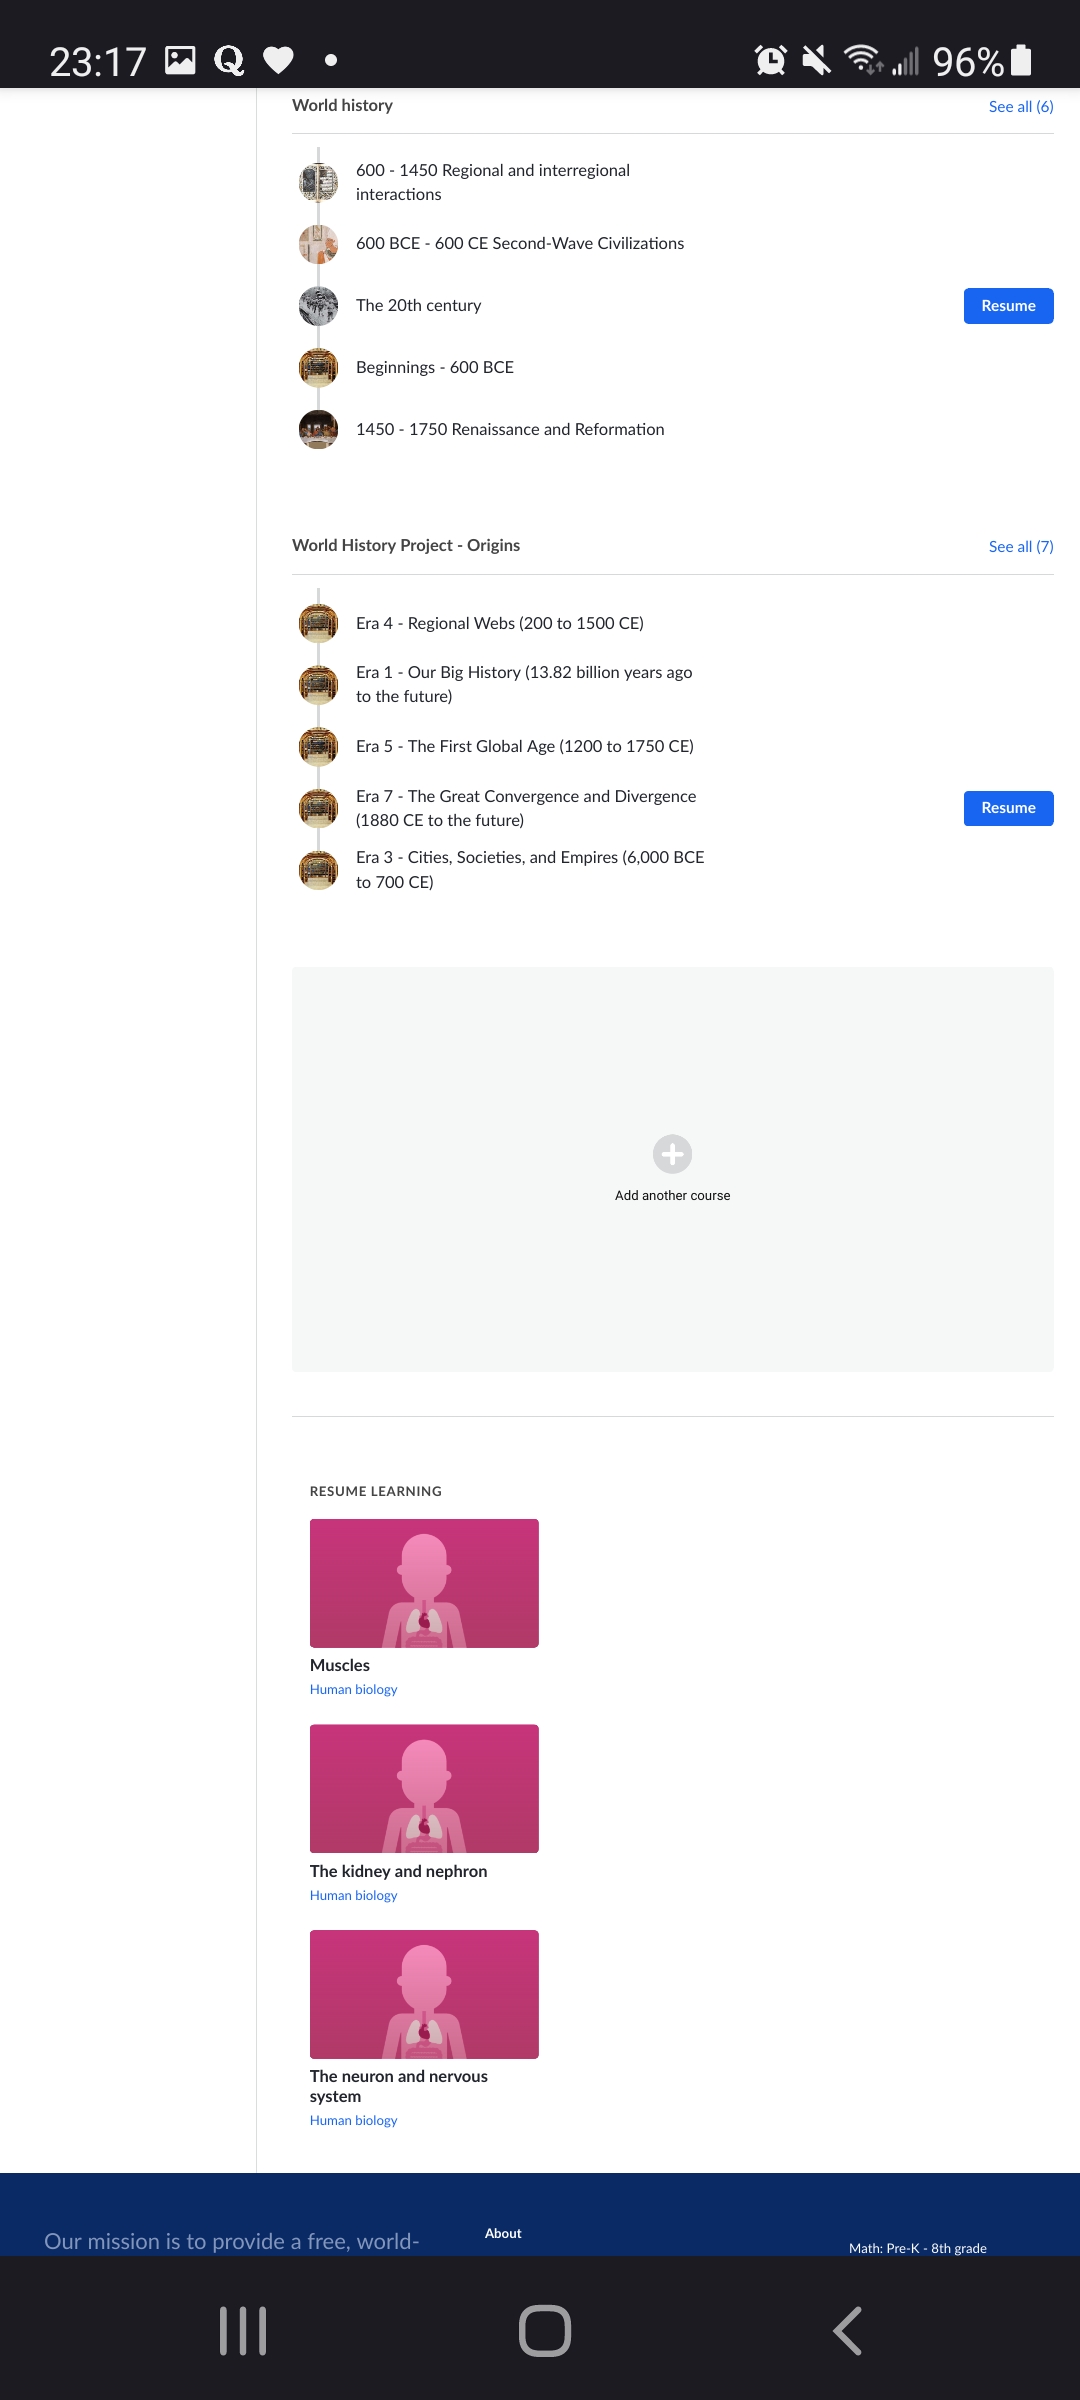 23:17
96%
World history
See all (6)
600 - 1450 Regional and interregional
interactions
600 BCE - 600 CE Second-Wave Civilizations
The 20th century
Resume
Beginnings - 600 BCE
1450 - 1750 Renaissance and Reformation
World History Project - Origins
See all (7)
Era 4 - Regional Webs (200 to 1500 CE)
Era 1 - Our Big History (13.82 billion years ago
to the future)
Era 5 - The First Global Age (1200 to 1750 CE)
Era 7 - The Great Convergence and Divergence
(1880 CE to the future)
Resume
Era 3 - Cities, Societies, and Empires (6,000 BCE
to 700 CE)
Add another course
RESUME LEARNING
Muscles
Human biology
The kidney and nephron
Human biology
The neuron and nervous
system
Human biology
Our mission is to provide a free, world-
About
Math: Pre-K - 8th grade